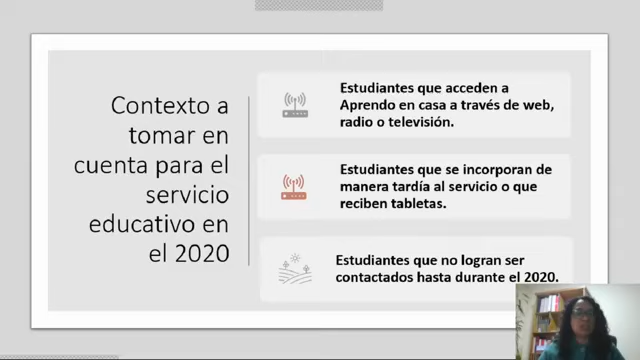 Contexto a
tomar en
cuenta para el
servicio
educativo en
el 2020
Estudiantes que acceden a
Aprendo en casa a través de web,
radio o televisión.
Estudiantes que se incorporan de
manera tardía al servicio o que
reciben tabletas.
Estudiantes que no logran ser
contactados hasta durante el 2020.